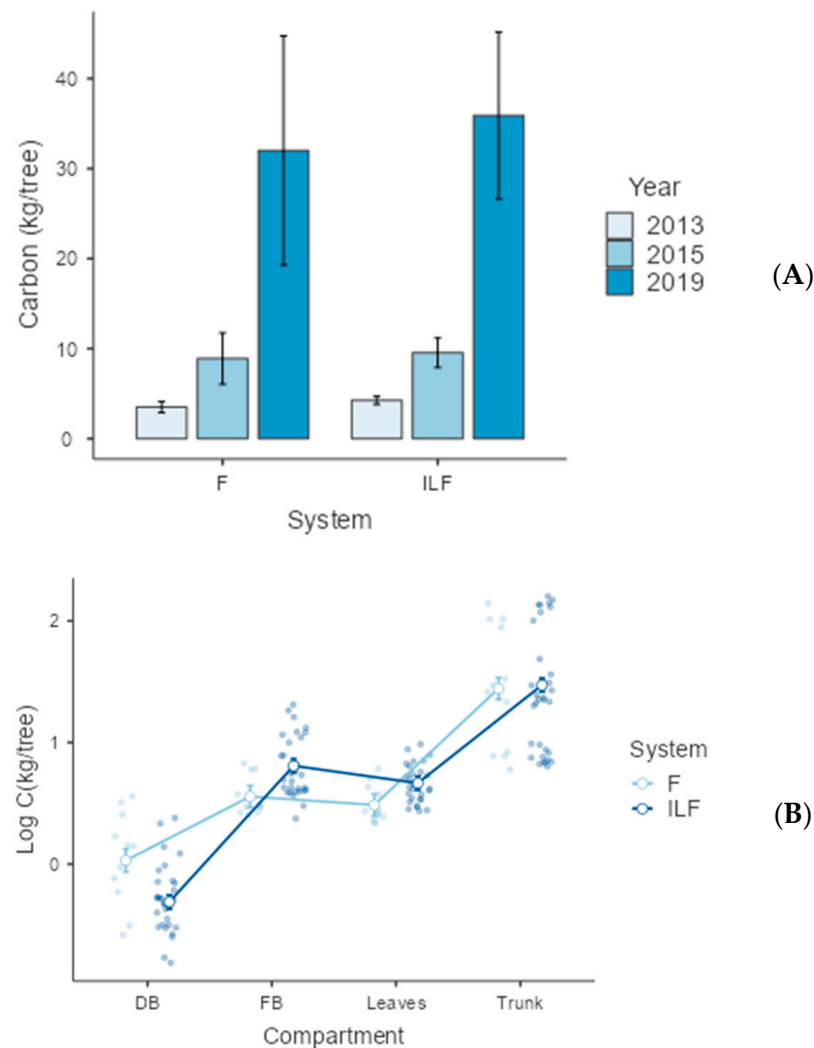 40
30
20
10
0
Carbon (kg/tree)
F
ILF
System
Year
2013
2015
2019
(A)
2
1
0
Log C(kg/tree)
DB
FB
Leaves
Trunk
Compartment
System
F
ILF
(B)